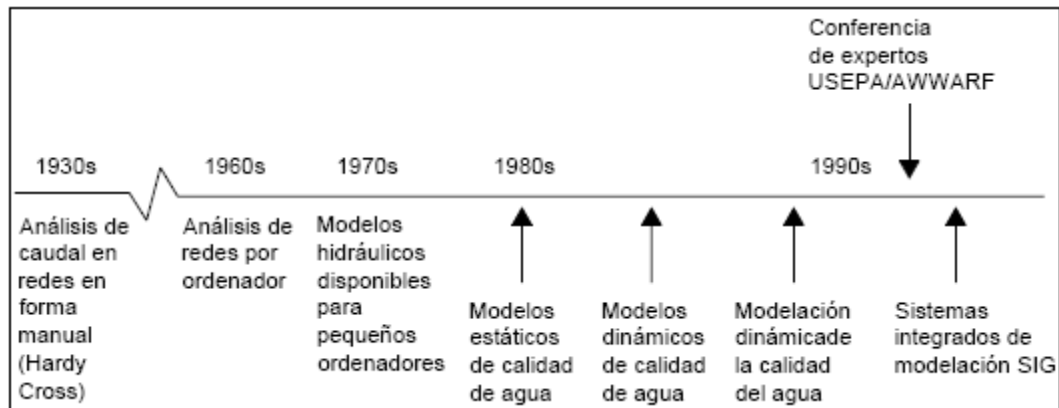 Conferencia
de expertos
USEPA/AWWARF
1930s
1960s
1970s
1980s
1990s
Análisis de
caudal en
redes en
forma
manual
(Hardy
Cross)
Análisis de
redes por
ordenador
Modelos
hidráulicos
disponibles
para
pequeños
ordenadores
Modelos
estáticos
de calidad
de agua
Modelos
dinámicos
de calidad
de agua
Modelación
dinámicade
la calidad
del agua
Sistemas
integrados de
modelación SIG